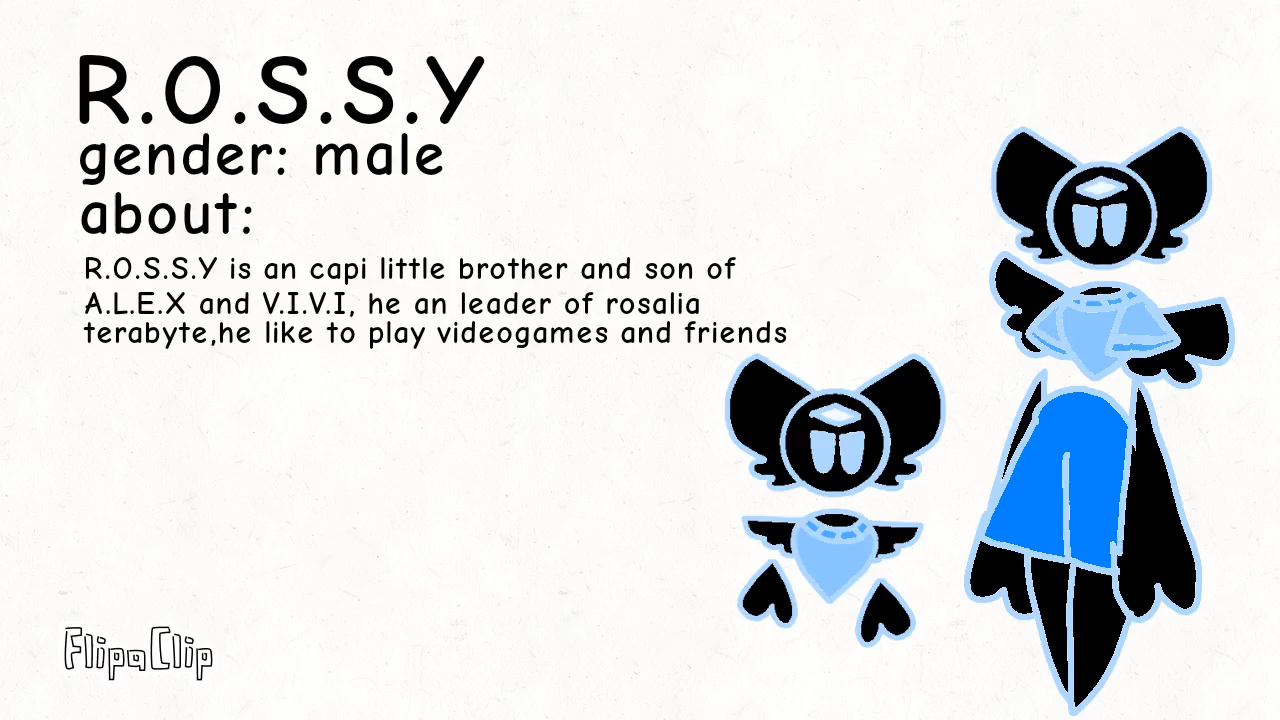 R.O.S.S.Y
gender: male
about:
R.O.S.S.Y is an capi little brother and son of
A.L.E.X and V.I.V.I, he an leader of rosalia
terabyte,he like to play videogames and friends
FlipaClip